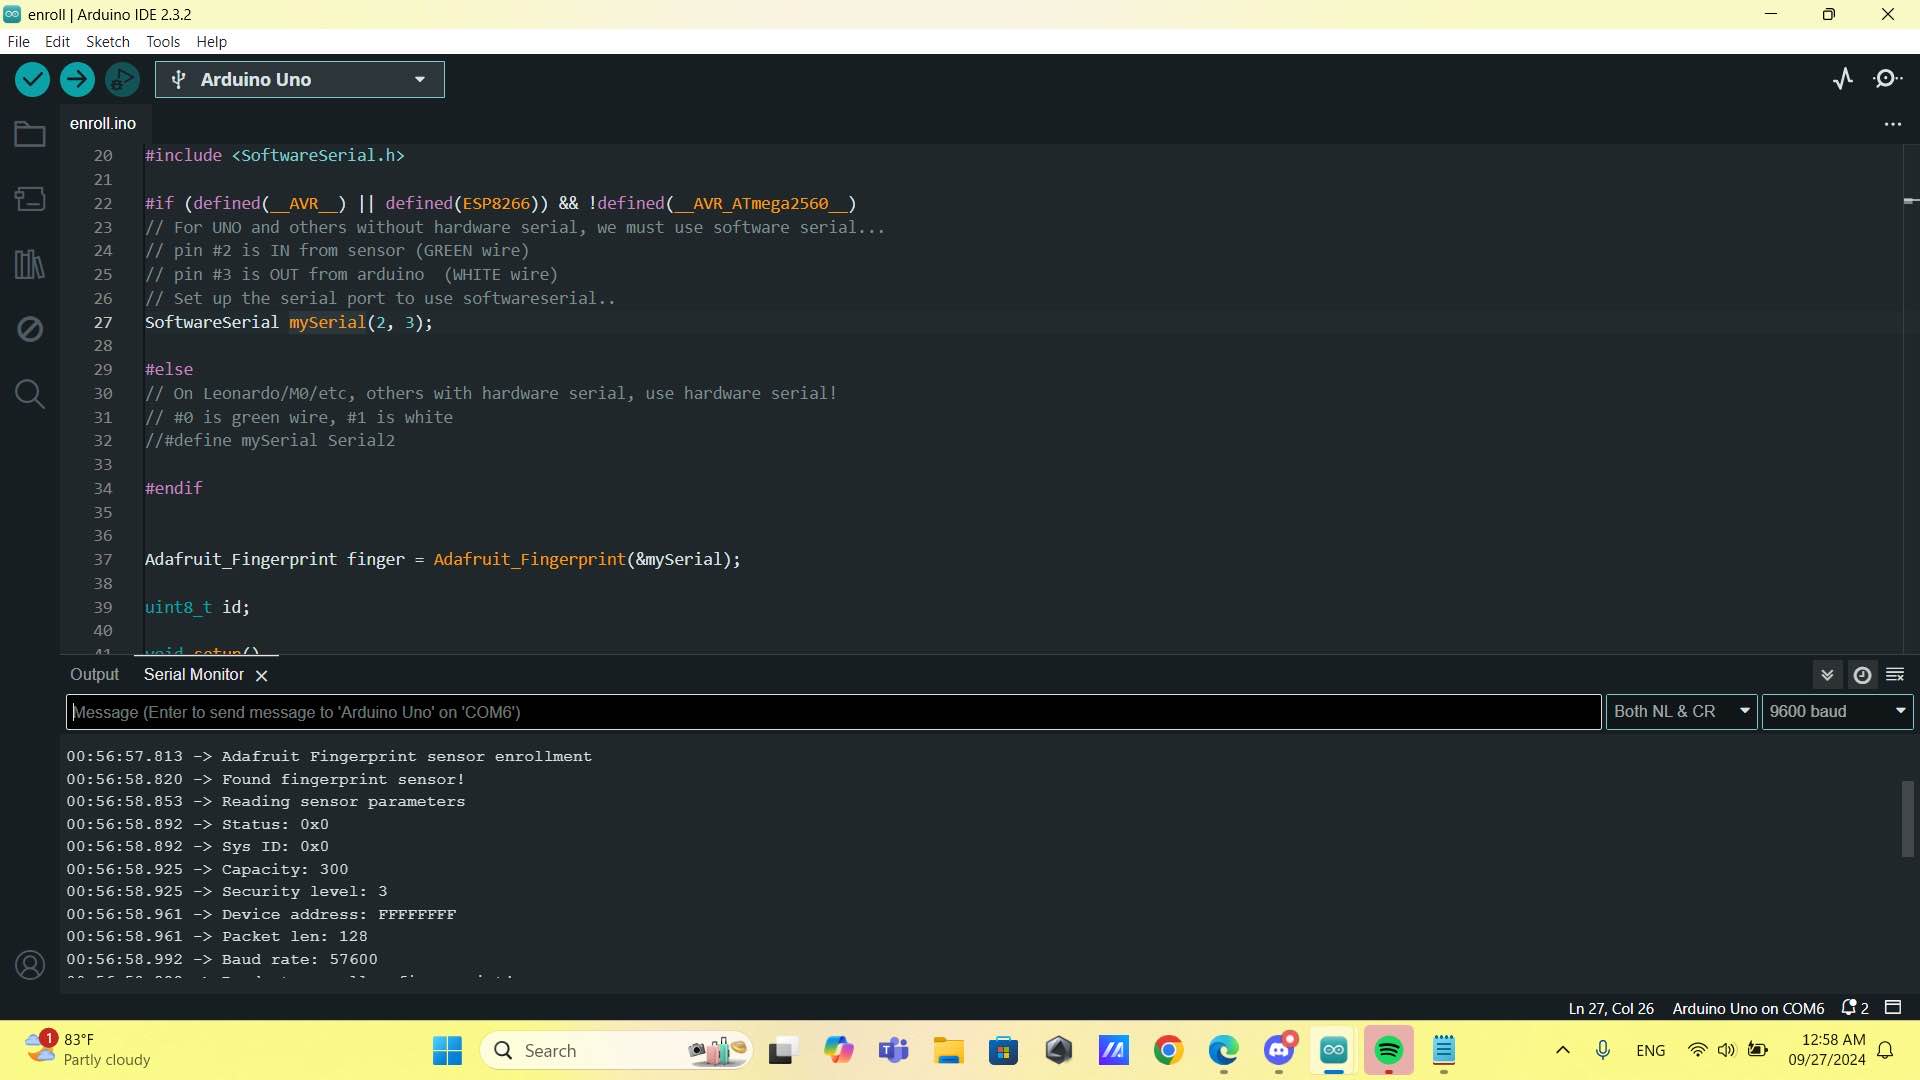 enroll | Arduino IDE 2.3.2
File Edit Sketch Tools Help
Arduino Uno
enroll.ino
20 #include <SoftwareSerial.h>
21
22 #if (defined(__AVR__) || defined(ESP8266)) && !defined(__AVR_ATmega2560__)
23 // For UNO and others without hardware serial, we must use software serial...
24 // pin #2 is IN from sensor (GREEN wire)
25 // pin #3 is OUT from arduino  (WHITE wire)
26 // Set up the serial port to use softwareserial..
27 SoftwareSerial mySerial(2, 3);
28
29 #else
30 // On Leonardo/M0/etc, others with hardware serial, use hardware serial!
31 // #0 is green wire, #1 is white
32 //#define mySerial Serial2
33
34 #endif
35
36
37 Adafruit_Fingerprint finger = Adafruit_Fingerprint(&mySerial);
38
39 uint8_t id;
40
41 void setup()
Output Serial Monitor
Message (Enter to send message to 'Arduino Uno' on 'COM6') Both NL & CR 9600 baud
00:56:57.813 -> Adafruit Fingerprint sensor enrollment
00:56:58.820 -> Found fingerprint sensor!
00:56:58.853 -> Reading sensor parameters
00:56:58.892 -> Status: 0x0
00:56:58.892 -> Sys ID: 0x0
00:56:58.925 -> Capacity: 300
00:56:58.925 -> Security level: 3
00:56:58.961 -> Device address: FFFFFFFF
00:56:58.961 -> Packet len: 128
00:56:58.992 -> Baud rate: 57600
Ln 27, Col 26 Arduino Uno on COM6 2
1 83°F
Partly cloudy
Search
ENG
12:58 AM
09/27/2024